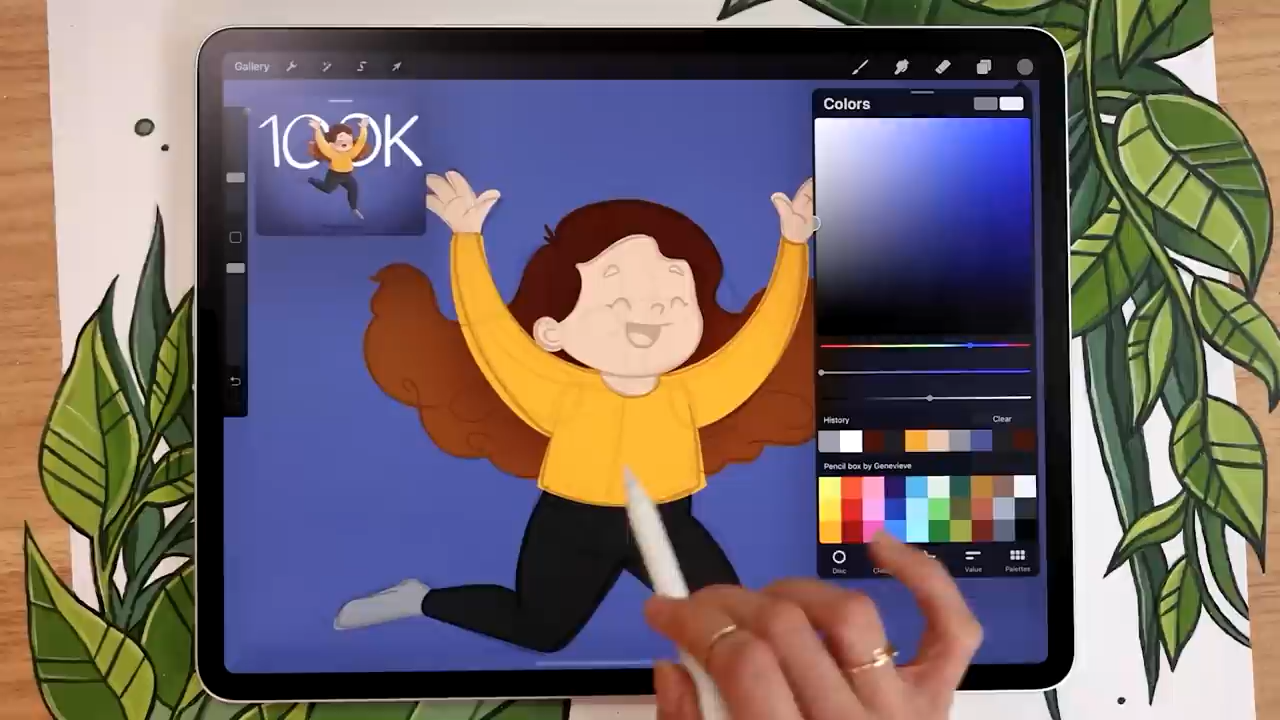 Gallery
100K
Colors
History
Clear
Pencil box by Genevieve
Disc
Value
Palettes